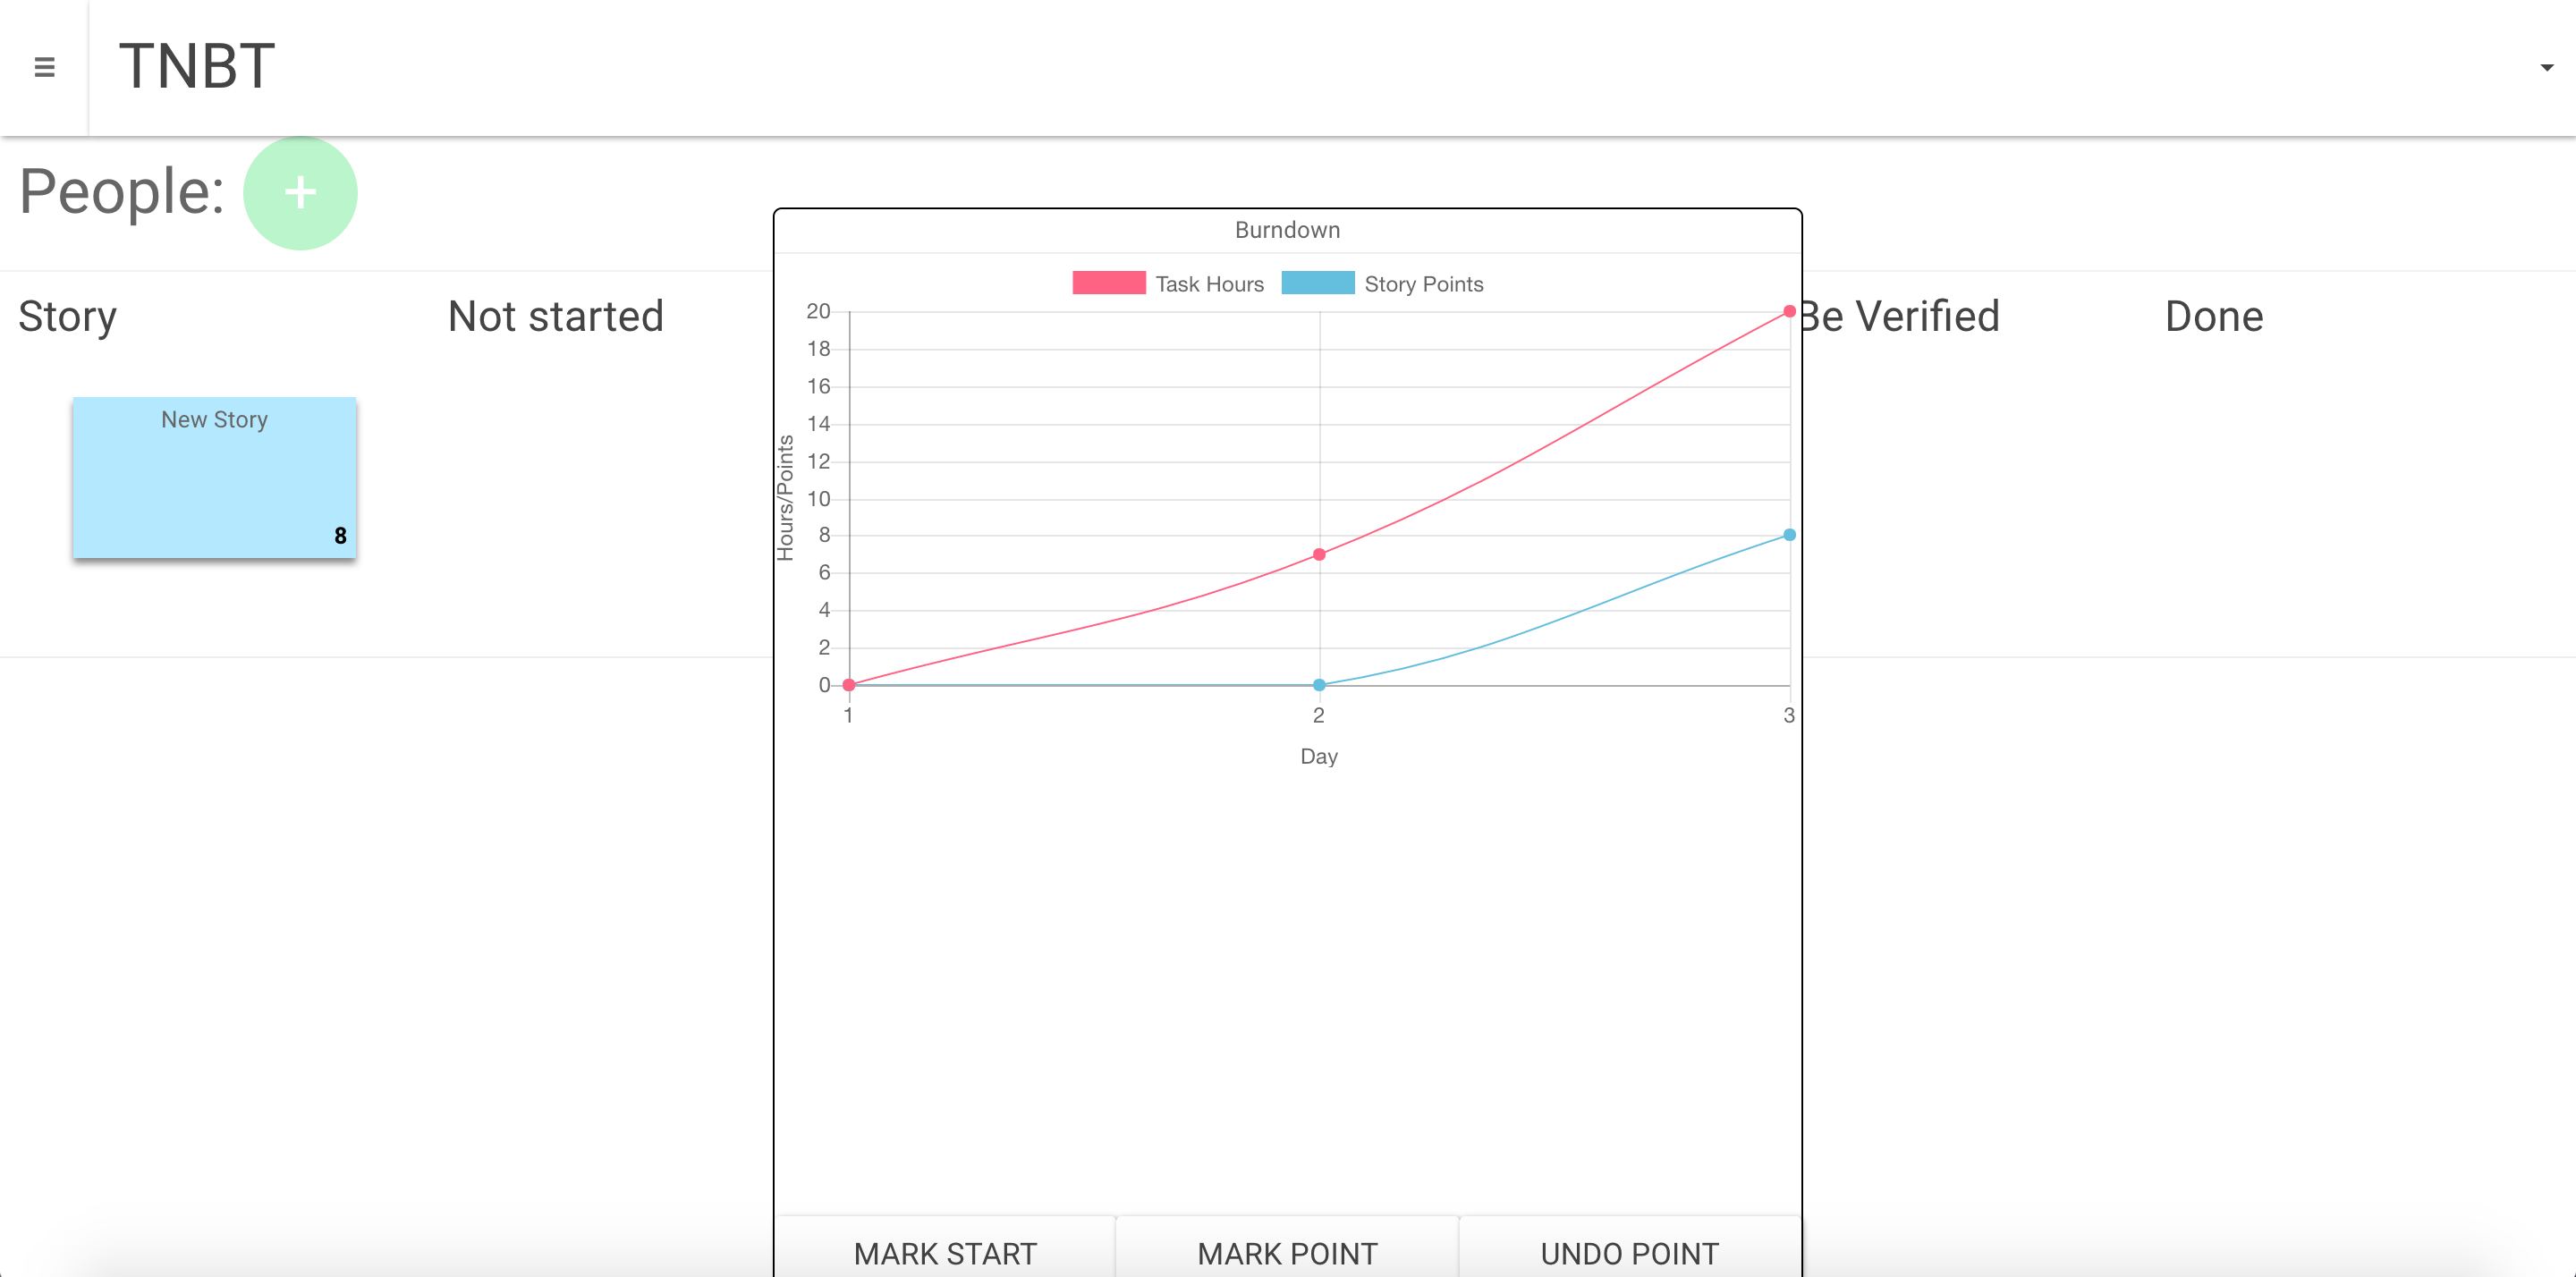 TNBT
People: +
Story
Not started
Be Verified
Done
New Story
8
Burndown
Task Hours
Story Points
Hours/Points
20
18
16
14
12
10
8
6
4
2
0
1 2 3
Day
MARK START
MARK POINT
UNDO POINT